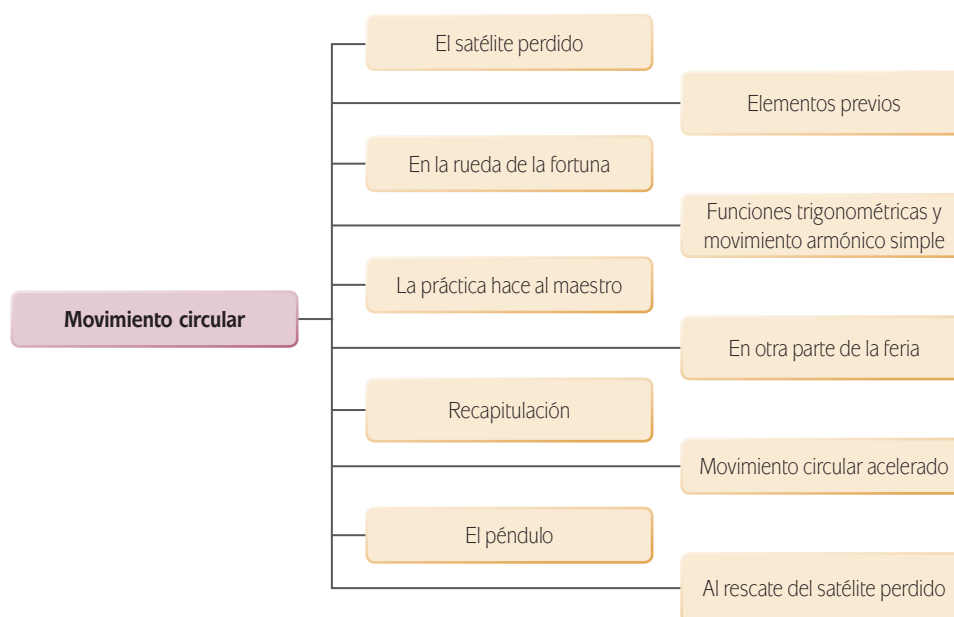 El satélite perdido
Elementos previos
En la rueda de la fortuna
Funciones trigonométricas y
movimiento armónico simple
La práctica hace al maestro
Movimiento circular
En otra parte de la feria
Recapitulación
Movimiento circular acelerado
El péndulo
Al rescate del satélite perdido